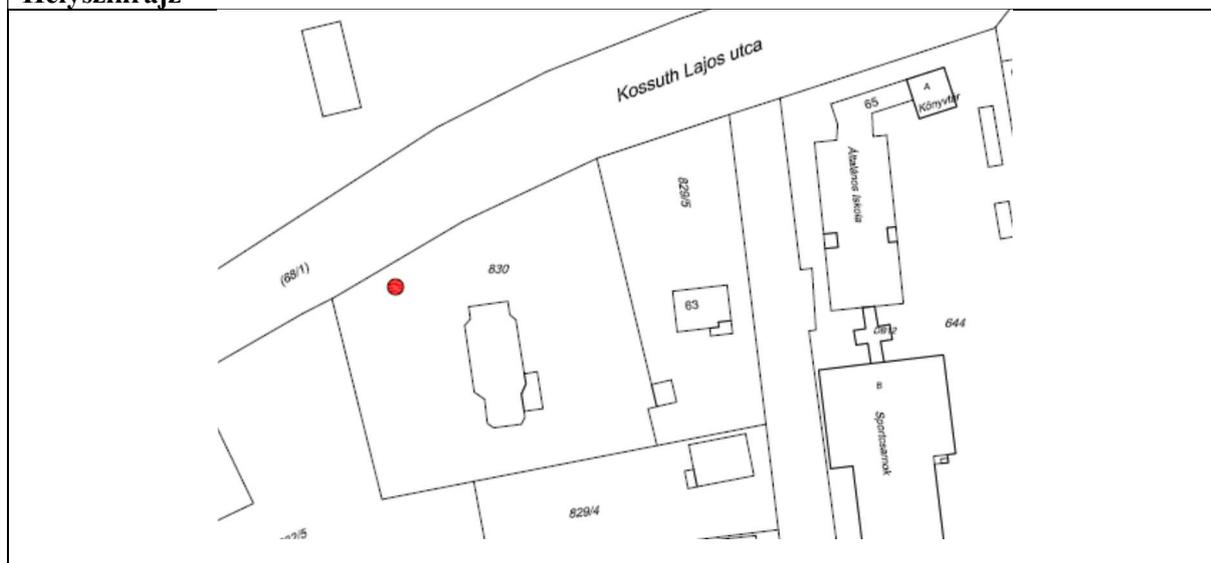 Helyszínrajz
Kossuth Lajos utca
A
65
Könyvtár
829/5
Általános Iskola
(68/1)
830
63
644
B
Sportcsarnok
829/4